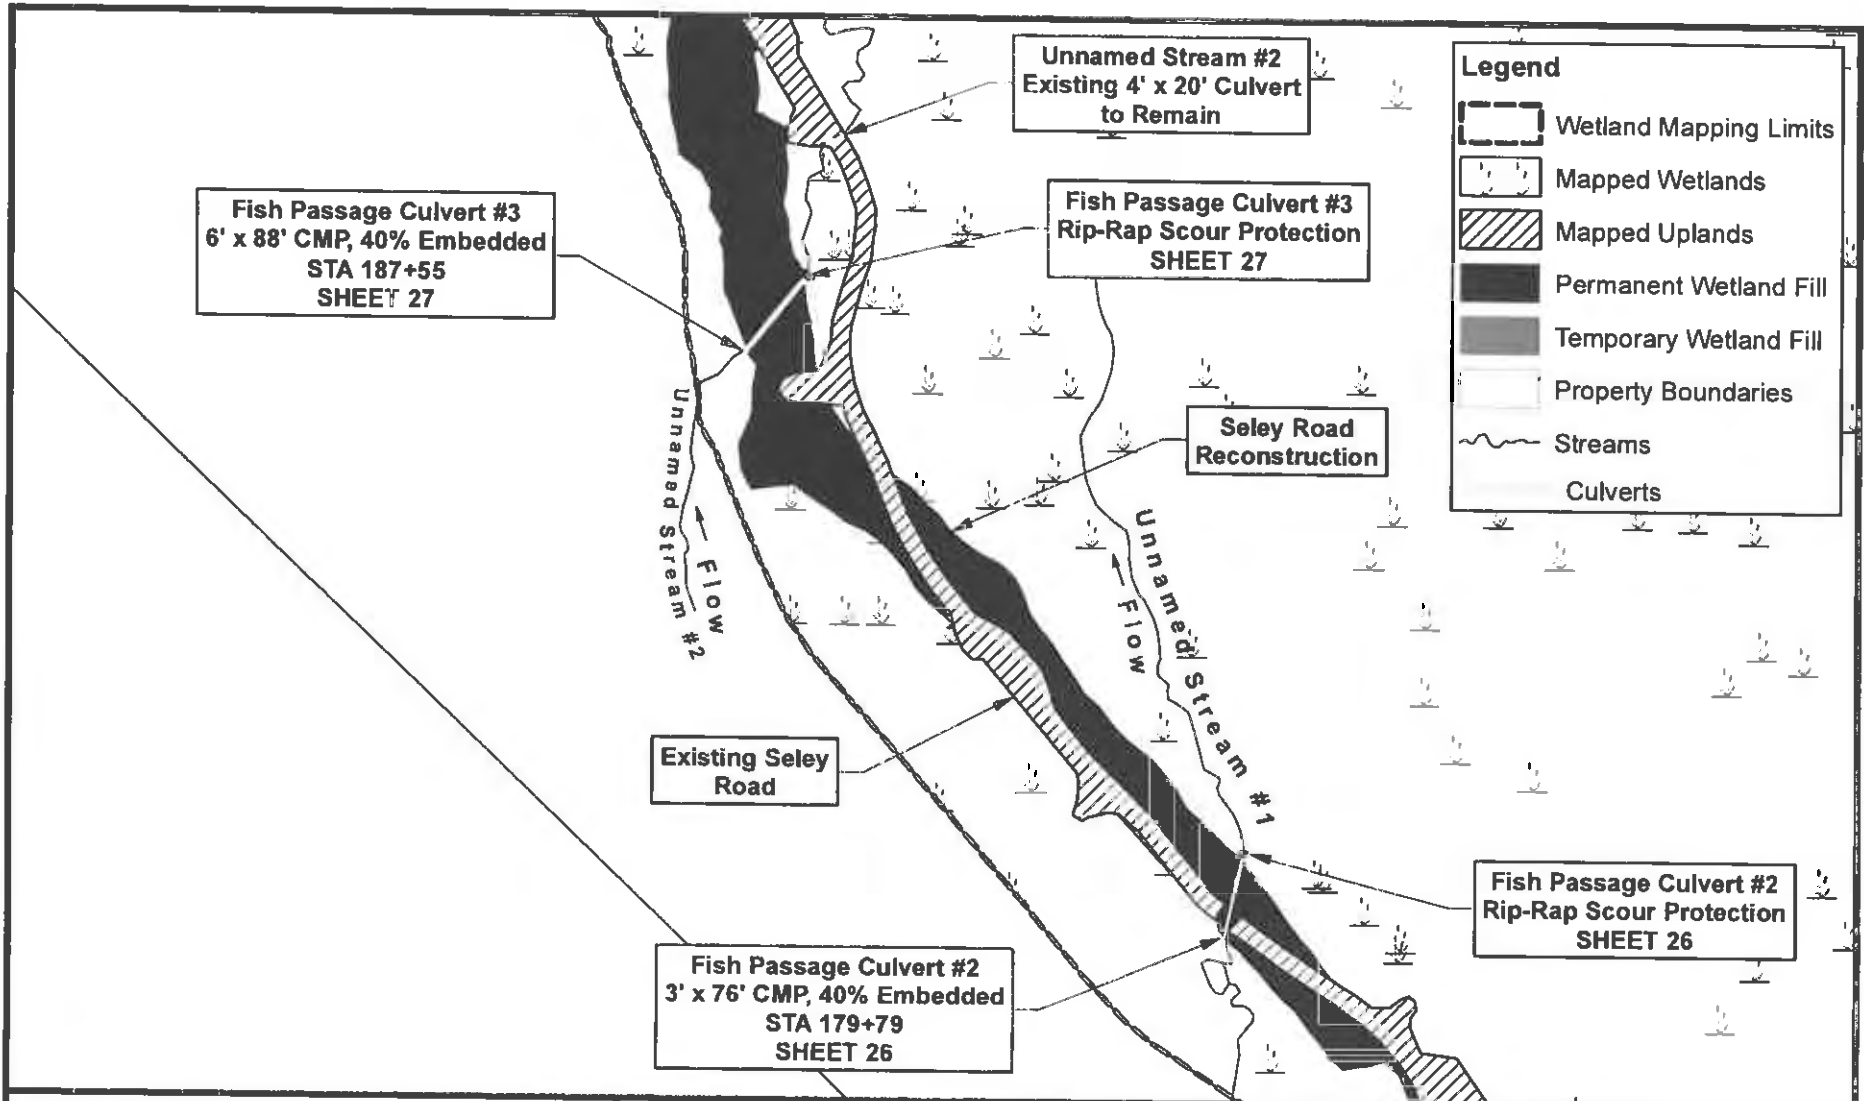 Unnamed Stream #2
Existing 4' x 20' Culvert
to Remain
Legend
Wetland Mapping Limits
Mapped Wetlands
Mapped Uplands
Permanent Wetland Fill
Temporary Wetland Fill
Property Boundaries
Streams
Culverts
Fish Passage Culvert #3
6' x 88' CMP, 40% Embedded
STA 187+55
SHEET 27
Fish Passage Culvert #3
Rip-Rap Scour Protection
SHEET 27
Seley Road
Reconstruction
Unnamed Stream #2
Flow
Unnamed Stream #1
Flow
Existing Seley
Road
Fish Passage Culvert #2
Rip-Rap Scour Protection
SHEET 26
Fish Passage Culvert #2
3' x 76' CMP, 40% Embedded
STA 179+79
SHEET 26